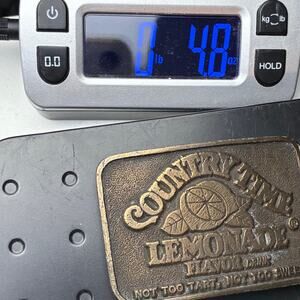 kg lb
0 lb 4.8 oz
0.0
HOLD
COUNTRY TIME
®
LEMONADE
FLAVOR DRINK
NOT TOO TART, NOT TOO SWEET